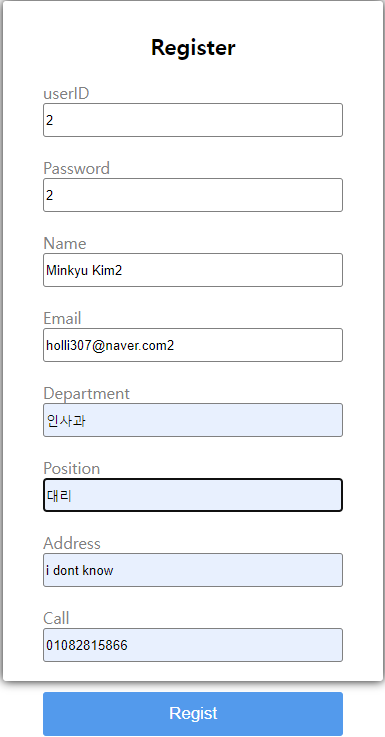 Register
userID
2
Password
2
Name
Minkyu Kim2
Email
holli307@naver.com2
Department
인사과
Position
대리
Address
i dont know
Call
01082815866
Regist